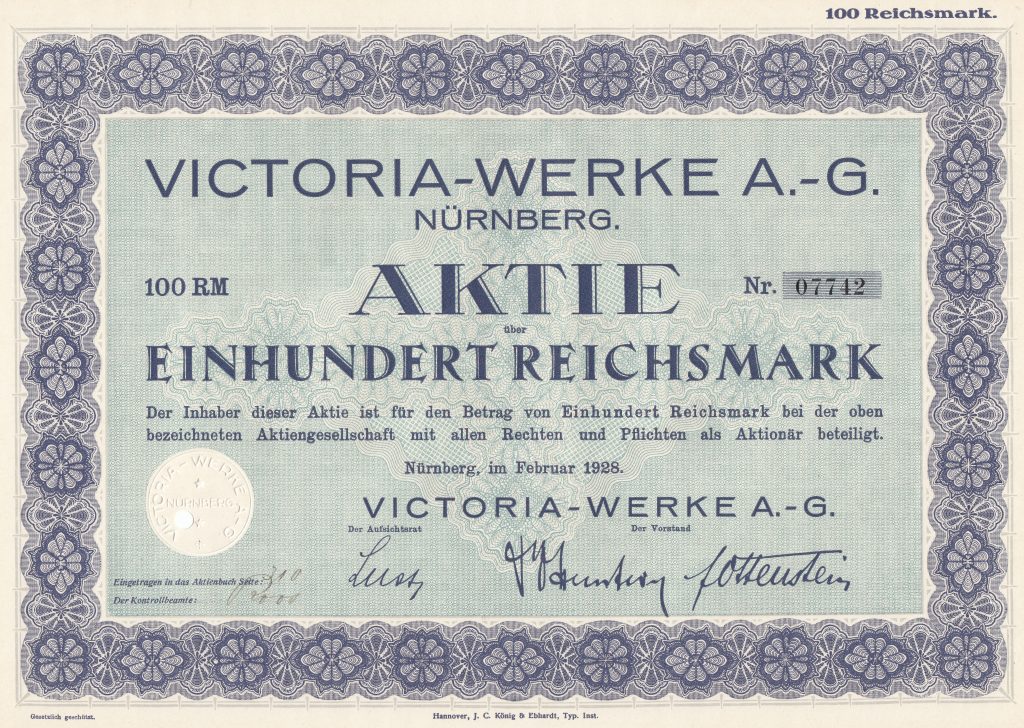 100 Reichsmark.
VICTORIA-WERKE A.-G.
NÜRNBERG.
100 RM AKTIE Nr. 07742
über
EINHUNDERT REICHSMARK
Der Inhaber dieser Aktie ist für den Betrag von Einhundert Reichsmark bei der oben
bezeichneten Aktiengesellschaft mit allen Rechten und Pflichten als Aktionär beteiligt.
Nürnberg, im Februar 1928.
VICTORIA-WERKE A.-G.
Der Aufsichtsrat Der Vorstand
VICTORIA-WERKE A-G
NÜRNBERG
Eingetragen in das Aktienbuch Seite: 310
Der Kontrollbeamte:
Ottenstein
Gesetzlich geschützt.
Hannover, J. C. König & Ebhardt, Typ. Inst.